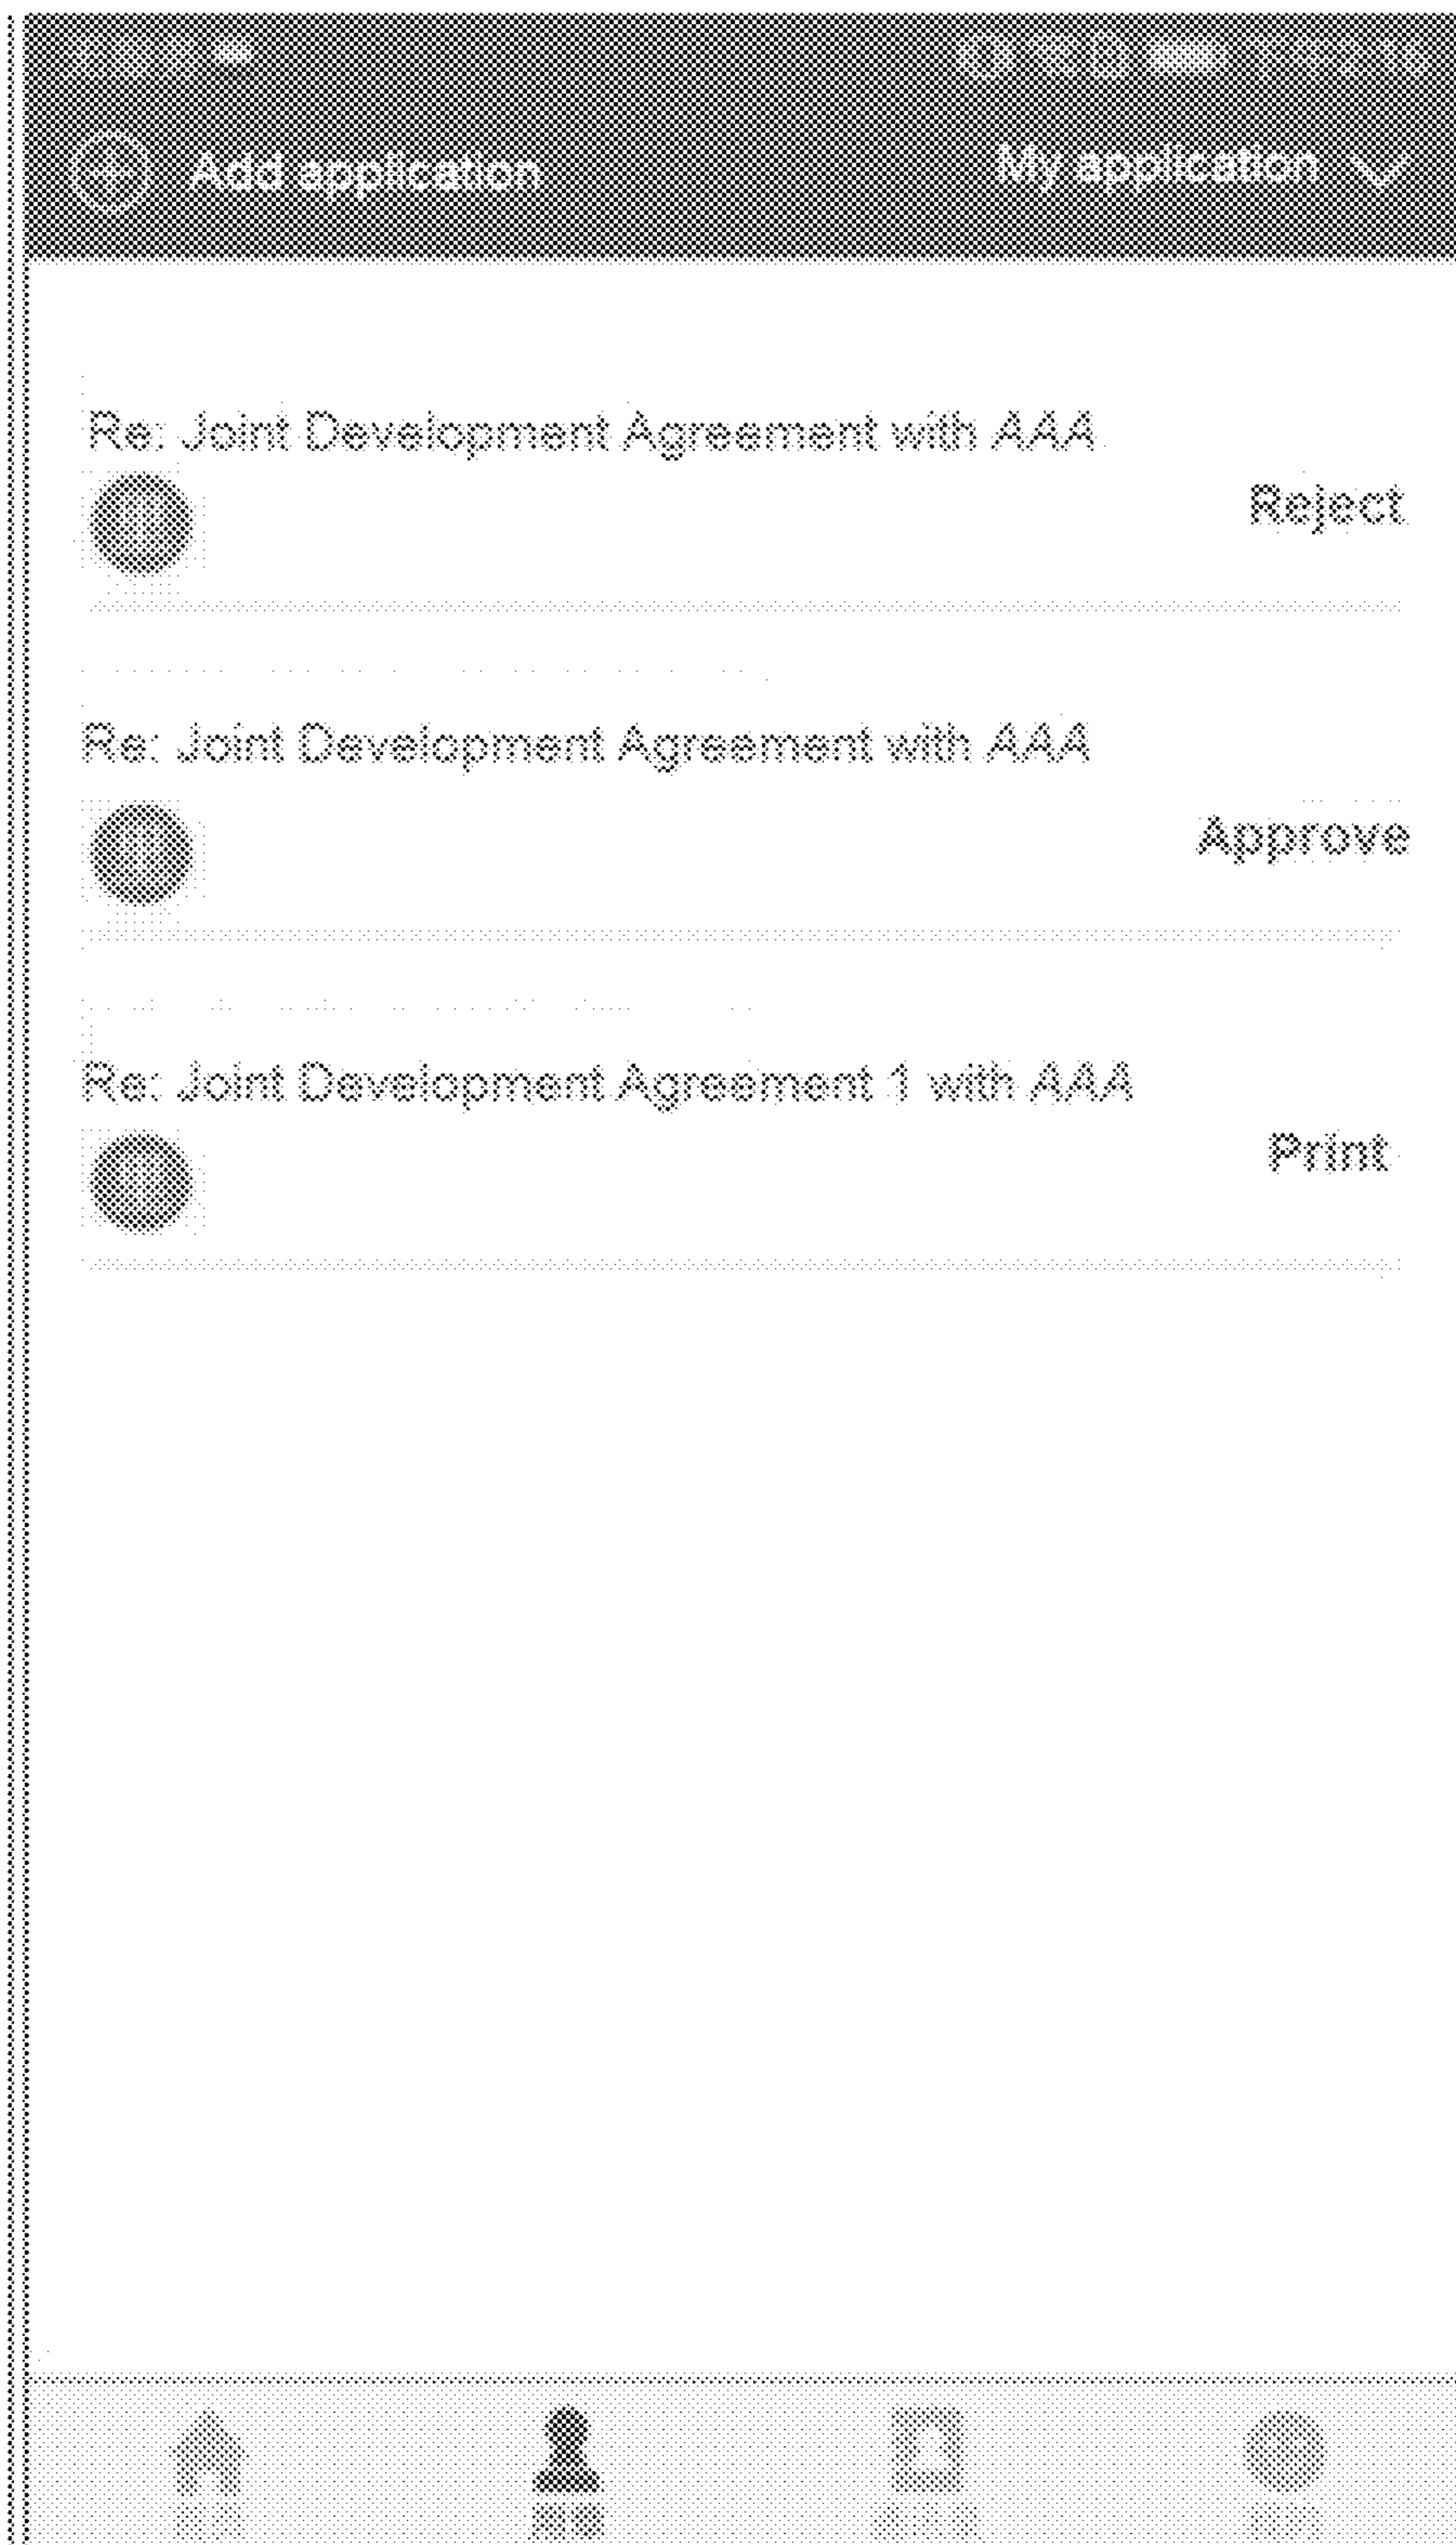 Add application
My application
Re: Joint Development Agreement with AAA
Reject
Re: Joint Development Agreement with AAA
Approve
Re: Joint Development Agreement 1 with AAA
Print